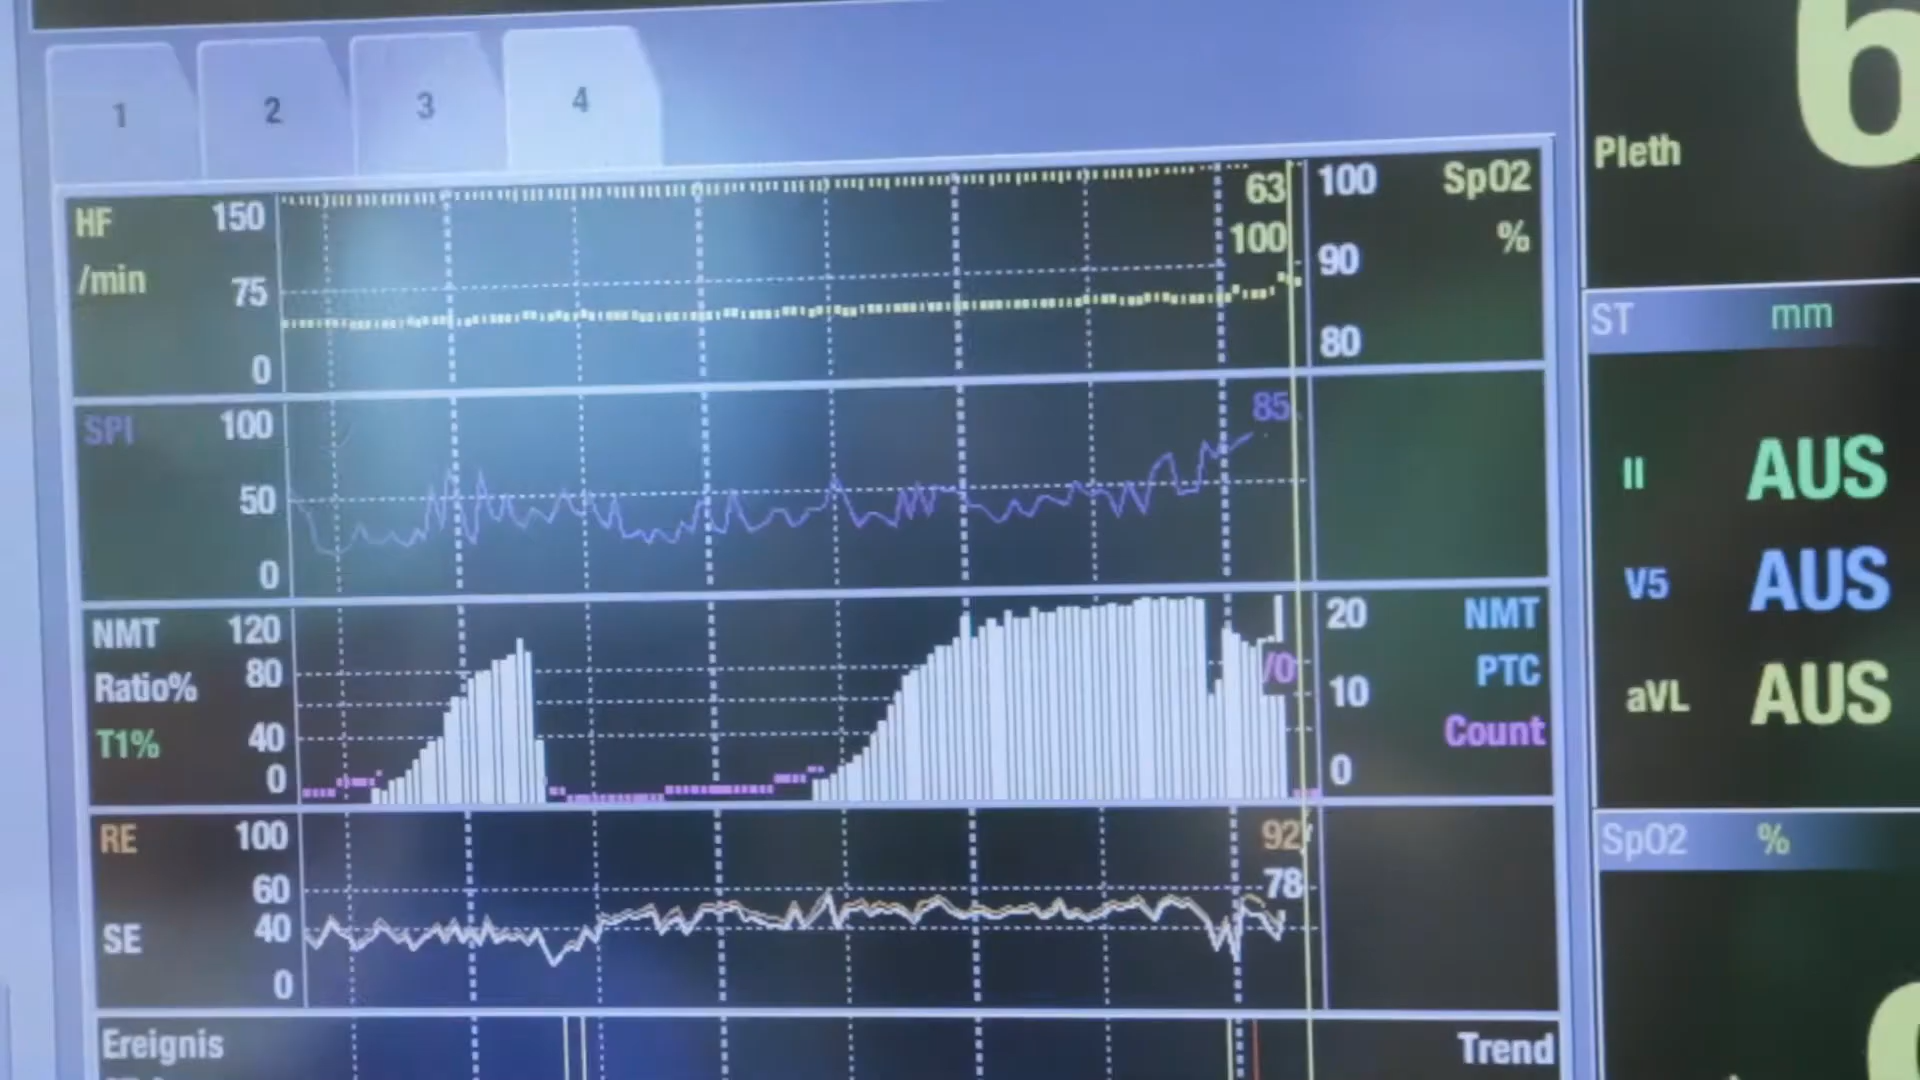 1 2 3 4
HF 150 63 100 SpO2
/min 75 100 90 %
0 80
SPI 100 85
50
0
NMT 120 20 NMT
Ratio% 80 /0 10 PTC
T1% 40 Count
0 0
RE 100 92
60 78
SE 40
0
Ereignis Trend
6
Pleth
ST mm
II AUS
V5 AUS
aVL AUS
SpO2 %